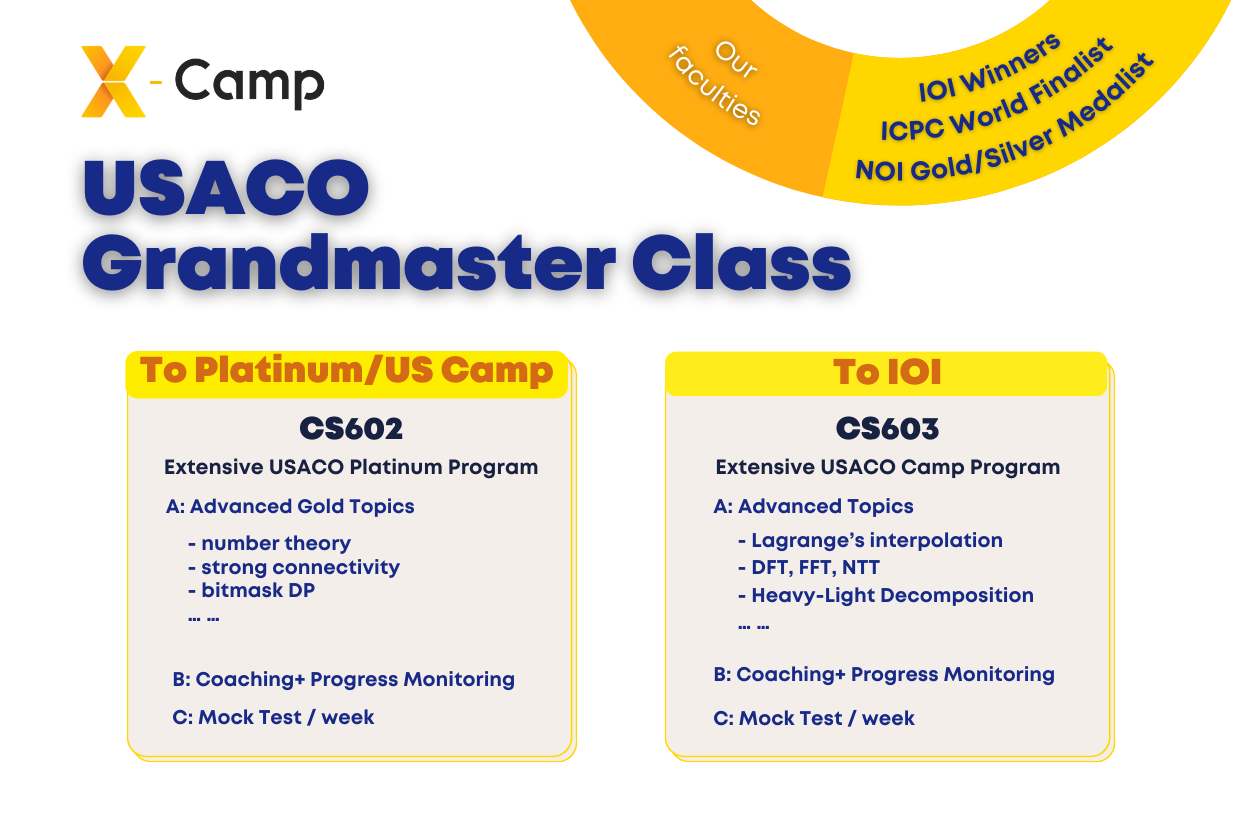 X - Camp
Our
faculties
IOI Winners
ICPC World Finalist
NOI Gold/Silver Medalist
USACO
Grandmaster Class
To Platinum/US Camp
CS602
Extensive USACO Platinum Program
A: Advanced Gold Topics
- number theory
- strong connectivity
- bitmask DP
... ...
B: Coaching+ Progress Monitoring
C: Mock Test / week
To IOI
CS603
Extensive USACO Camp Program
A: Advanced Topics
- Lagrange’s interpolation
- DFT, FFT, NTT
- Heavy-Light Decomposition
... ...
B: Coaching+ Progress Monitoring
C: Mock Test / week